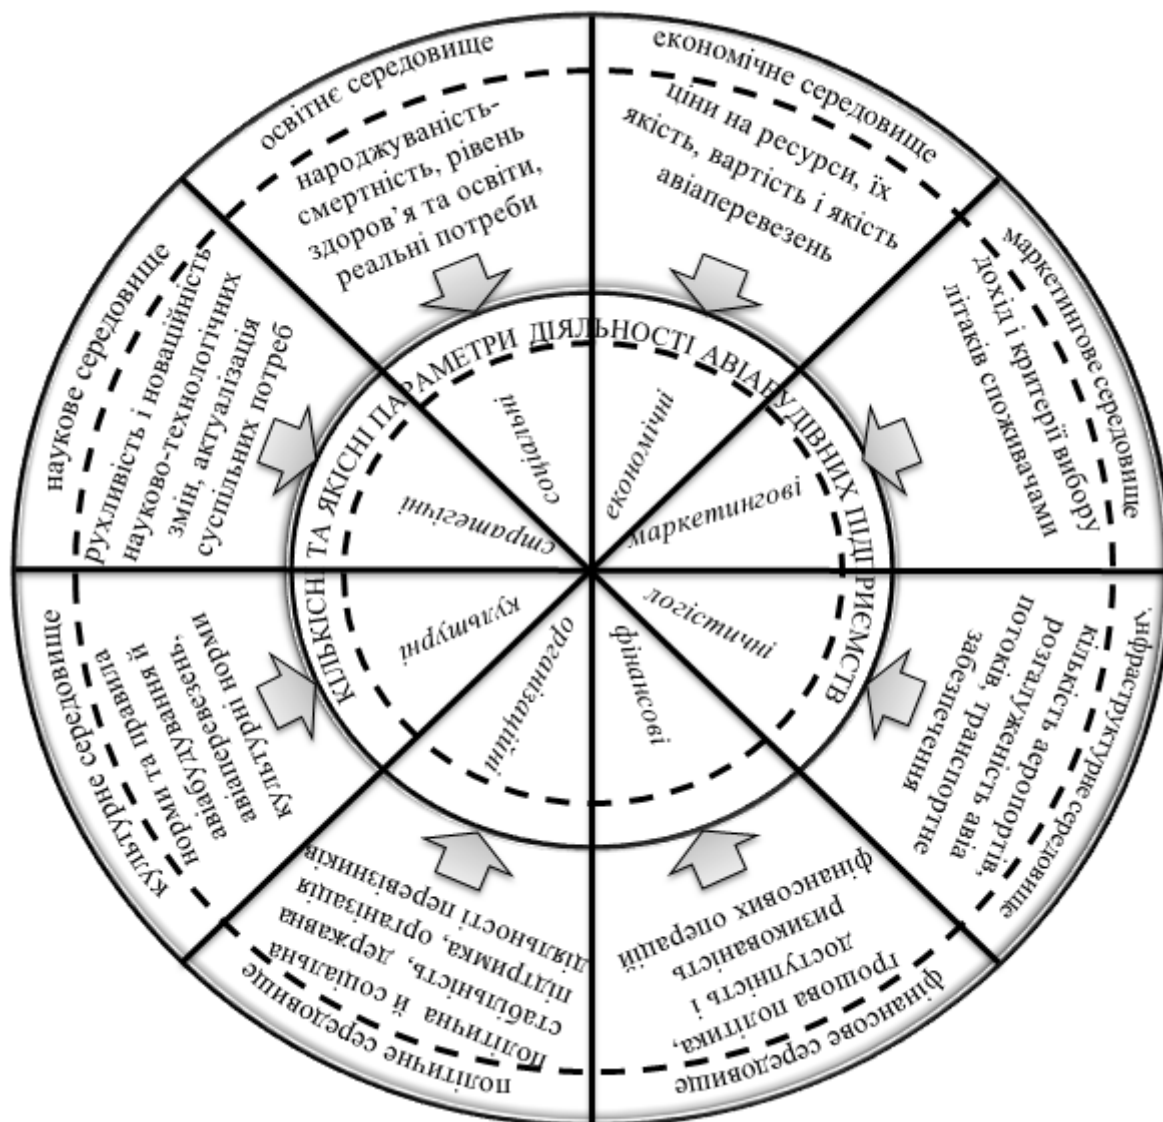 економічне середовище
ціни на ресурси, їх
якість, вартість і якість
авіаперевезень
маркетингове середовище
дохід і критерії вибору
літаків споживачами
інфраструктурне середовище
кількість аеропортів,
розгалуженість авіа
потоків, транспортне
забезпечення
фінансове середовище
грошова політика,
доступність і
ризикованість
фінансових операцій
політичне середовище
політична й соціальна
стабільність, державна
підтримка, організація
діяльності перевізників
культурне середовище
норми та правила
авіабудування й
авіаперевезень,
культурні норми
наукове середовище
рухливість і новаційність
науково-технологічних
змін, актуалізація
суспільних потреб
освітнє середовище
народжуваність-
смертність, рівень
здоров’я та освіти,
реальні потреби
КІЛЬКІСНІ ТА ЯКІСНІ ПАРАМЕТРИ ДІЯЛЬНОСТІ АВІАБУДІВНИХ ПІДПРИЄМСТВ
економічні
маркетингові
логістичні
фінансові
організаційні
культурні
стратегічні
соціальні